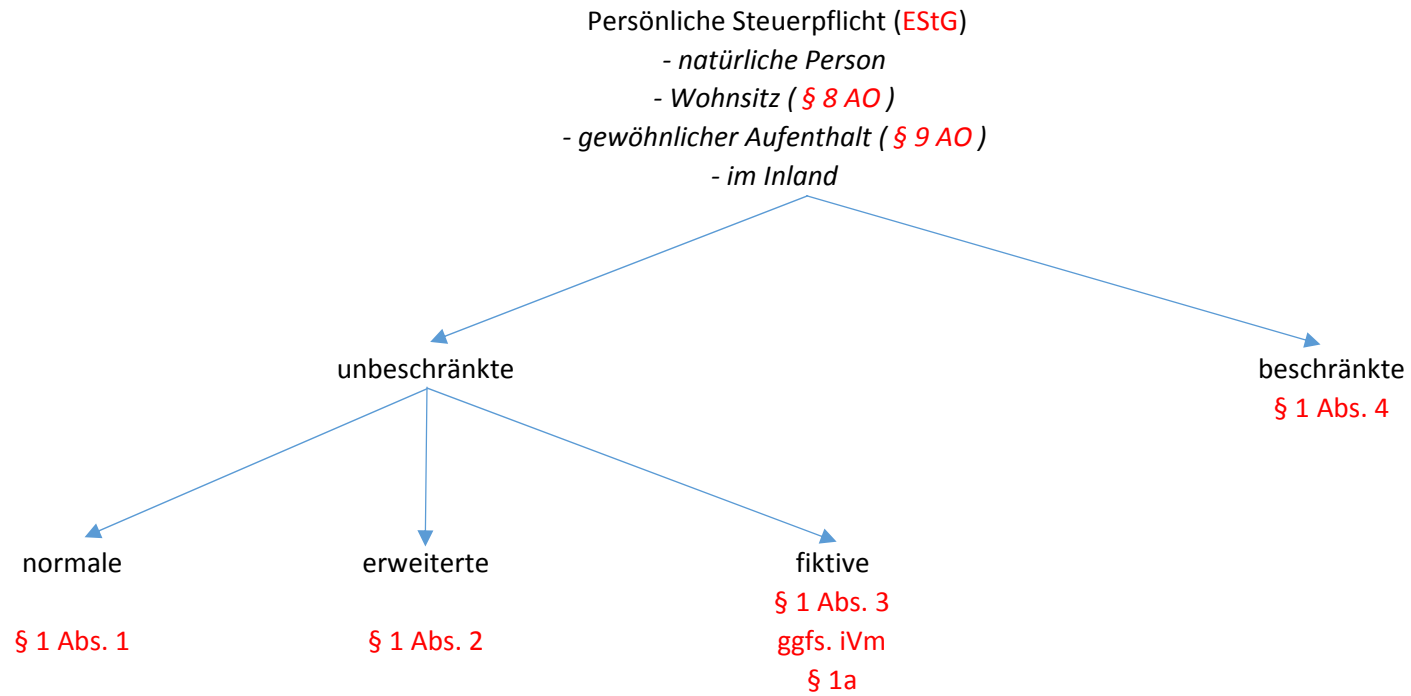 Persönliche Steuerpflicht (EStG)
- natürliche Person
- Wohnsitz ( § 8 AO )
- gewöhnlicher Aufenthalt ( § 9 AO )
- im Inland
unbeschränkte
beschränkte
§ 1 Abs. 4
normale
§ 1 Abs. 1
erweiterte
§ 1 Abs. 2
fiktive
§ 1 Abs. 3
ggfs. iVm
§ 1a